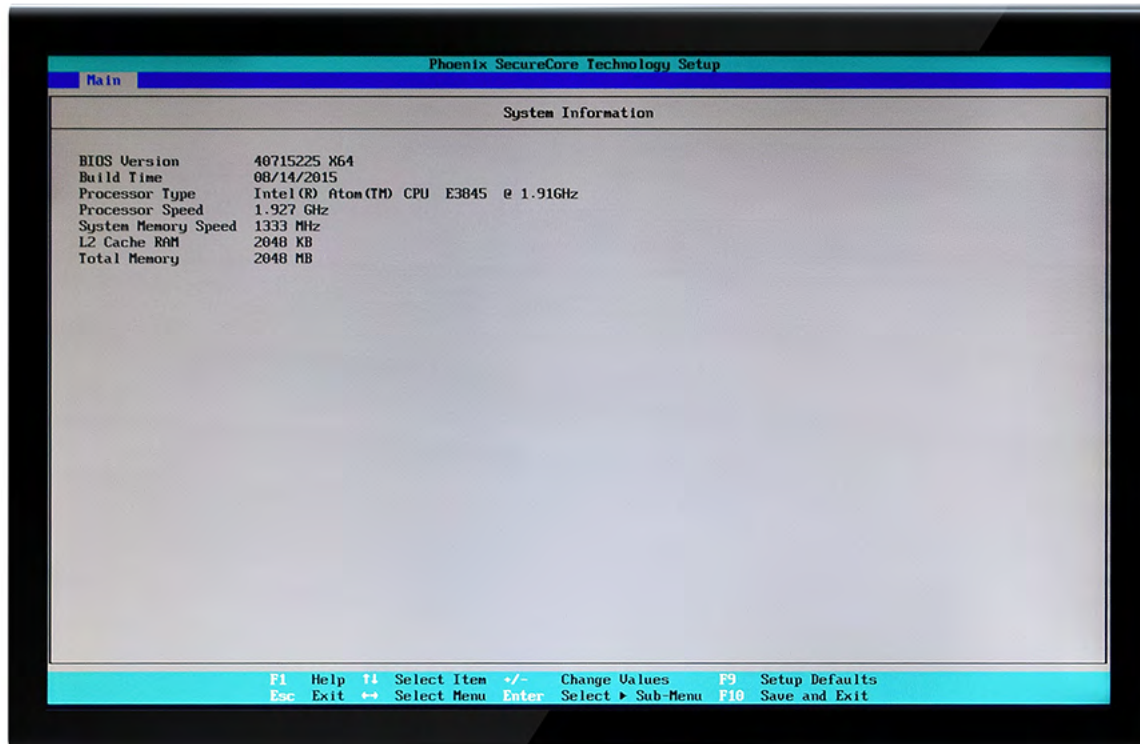 Phoenix SecureCore Technology Setup
Main
System Information
BIOS Version 40715225 X64
Build Time 08/14/2015
Processor Type Intel(R) Atom(TM) CPU E3845 @ 1.91GHz
Processor Speed 1.927 GHz
System Memory Speed 1333 MHz
L2 Cache RAM 2048 KB
Total Memory 2048 MB
F1 Help ↑↓ Select Item +/- Change Values F9 Setup Defaults
Esc Exit ↔ Select Menu Enter Select ▶ Sub-Menu F10 Save and Exit